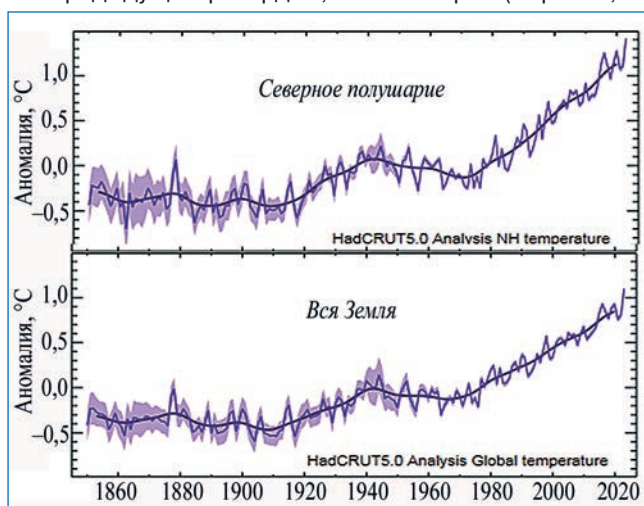 Аномалия, °C
1,0
0,5
0,0
–0,5
Северное полушарие
HadCRUT5.0 Analysis NH temperature
Аномалия, °C
1,0
0,5
0,0
–0,5
Вся Земля
HadCRUT5.0 Analysis Global temperature
1860 1880 1900 1920 1940 1960 1980 2000 2020